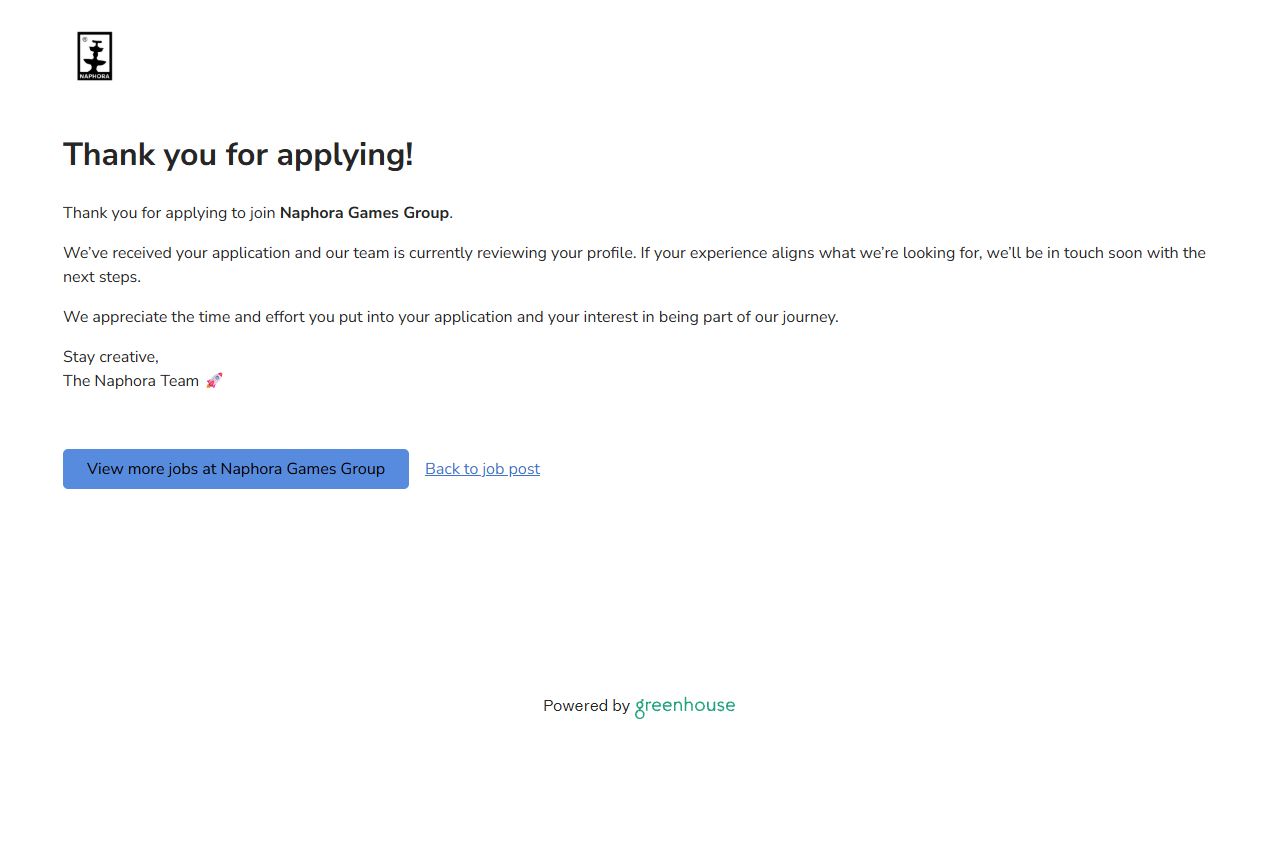 ®
NAPHORA
Thank you for applying!
Thank you for applying to join Naphora Games Group.
We’ve received your application and our team is currently reviewing your profile. If your experience aligns what we’re looking for, we’ll be in touch soon with the
next steps.
We appreciate the time and effort you put into your application and your interest in being part of our journey.
Stay creative,
The Naphora Team 🚀
View more jobs at Naphora Games Group
Back to job post
Powered by greenhouse